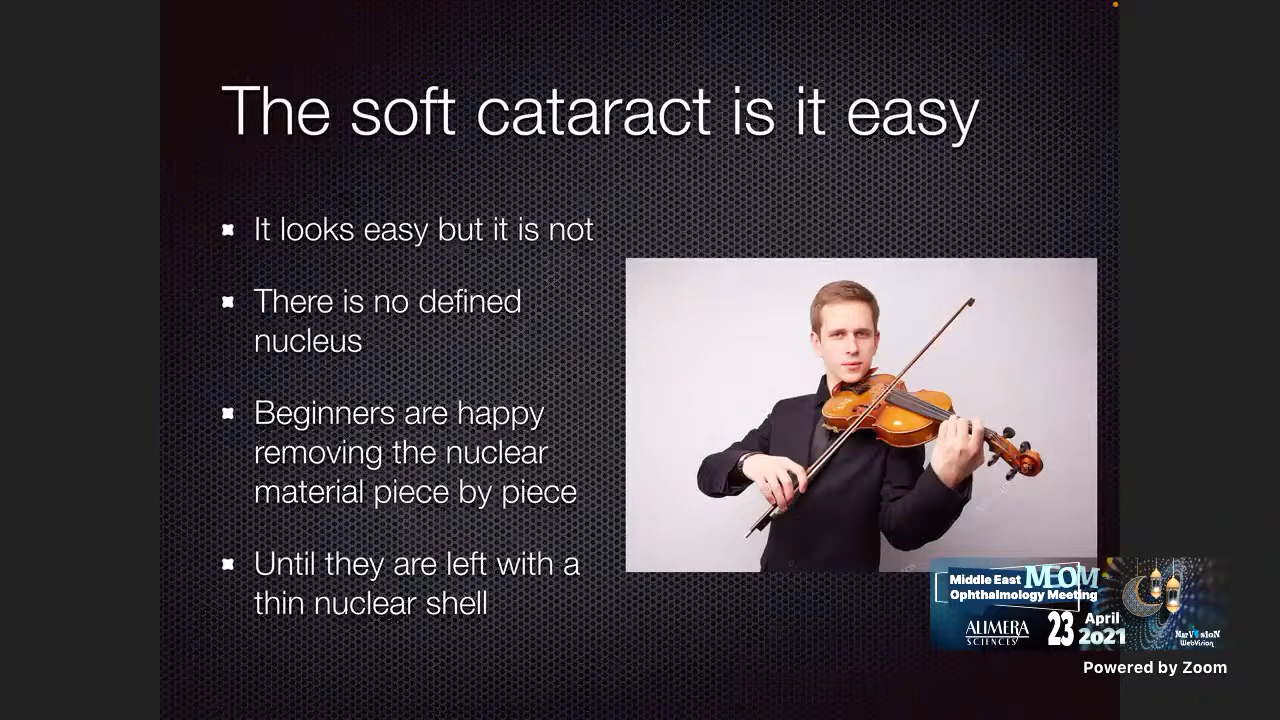 The soft cataract is it easy
It looks easy but it is not
There is no defined
nucleus
Beginners are happy
removing the nuclear
material piece by piece
Until they are left with a
thin nuclear shell
Middle East MEOM
Ophthalmology Meeting
ALIMERA
SCIENCES
23 April
2021
MarVision
WebVision
Powered by Zoom